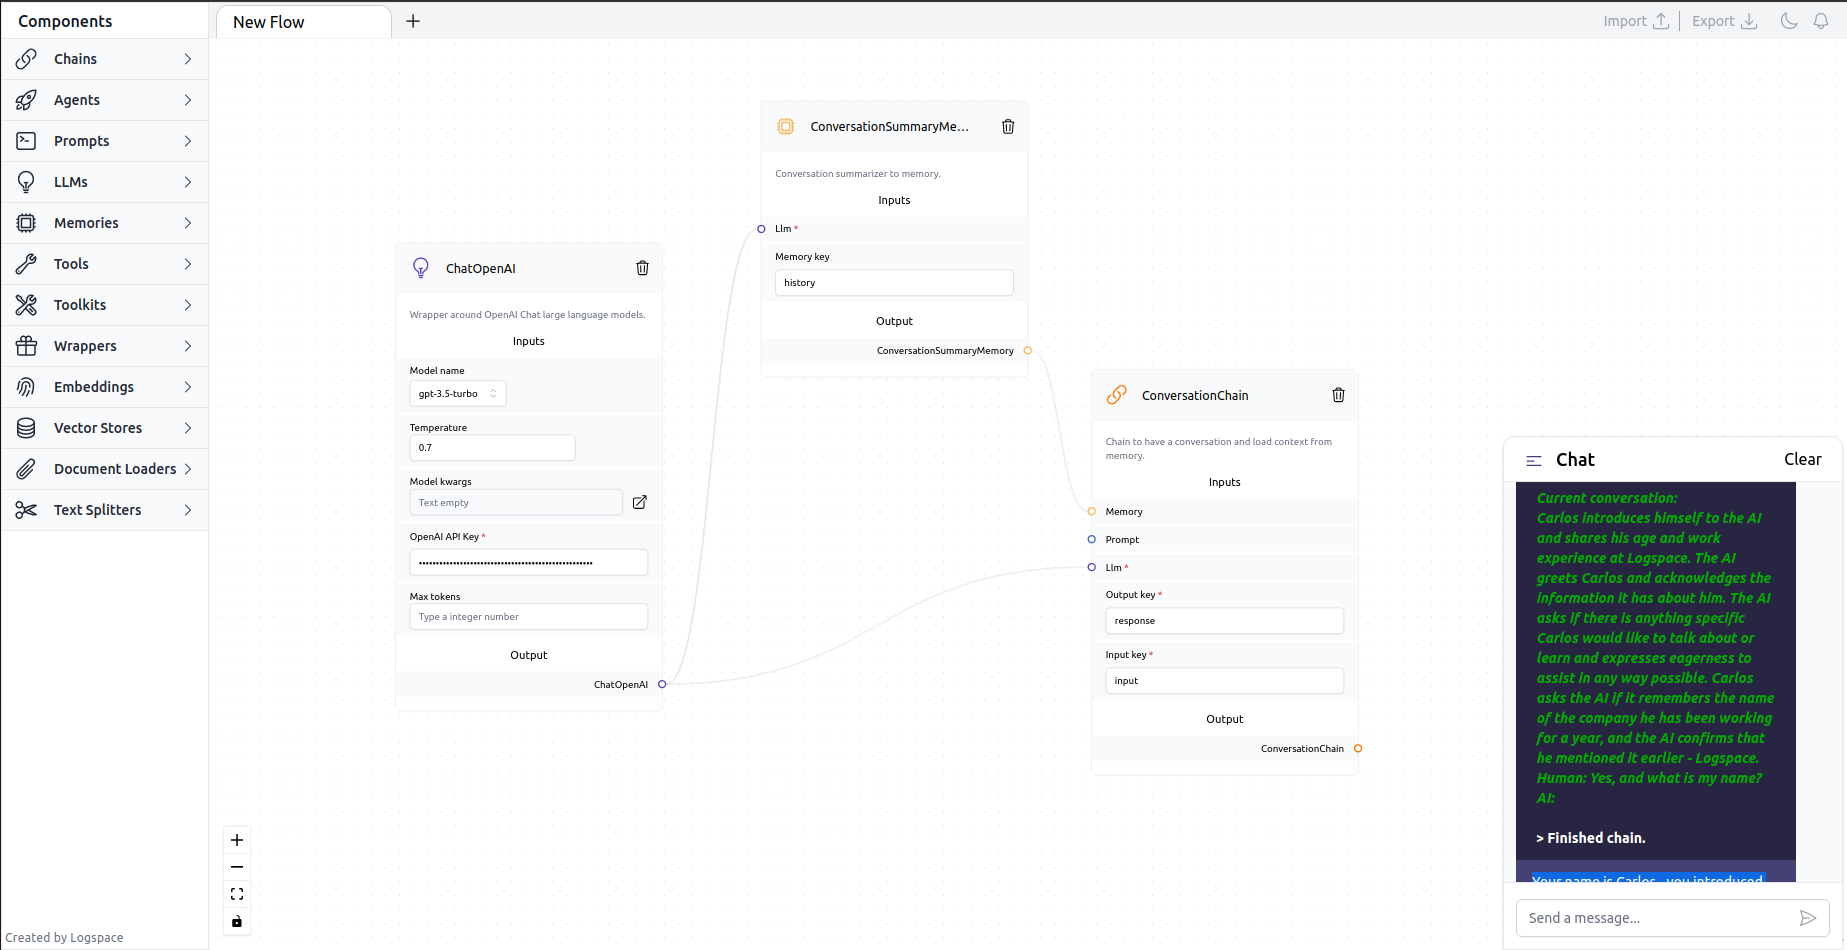 Components
New Flow
Import
Export
Chains
Agents
Prompts
LLMs
Memories
Tools
Toolkits
Wrappers
Embeddings
Vector Stores
Document Loaders
Text Splitters
Created by Logspace
ChatOpenAI
Wrapper around OpenAI Chat large language models.
Inputs
Model name
gpt-3.5-turbo
Temperature
0.7
Model kwargs
Text empty
OpenAI API Key *
Max tokens
Type a integer number
Output
ChatOpenAI
ConversationSummaryMe...
Conversation summarizer to memory.
Inputs
Llm *
Memory key
history
Output
ConversationSummaryMemory
ConversationChain
Chain to have a conversation and load context from
memory.
Inputs
Memory
Prompt
Llm *
Output key *
response
Input key *
input
Output
ConversationChain
Chat
Clear
Current conversation:
Carlos introduces himself to the AI
and shares his age and work
experience at Logspace. The AI
greets Carlos and acknowledges the
information it has about him. The AI
asks if there is anything specific
Carlos would like to talk about or
learn and expresses eagerness to
assist in any way possible. Carlos
asks the AI if it remembers the name
of the company he has been working
for a year, and the AI confirms that
he mentioned it earlier - Logspace.
Human: Yes, and what is my name?
AI:
> Finished chain.
Your name is Carlos - you introduced
Send a message...